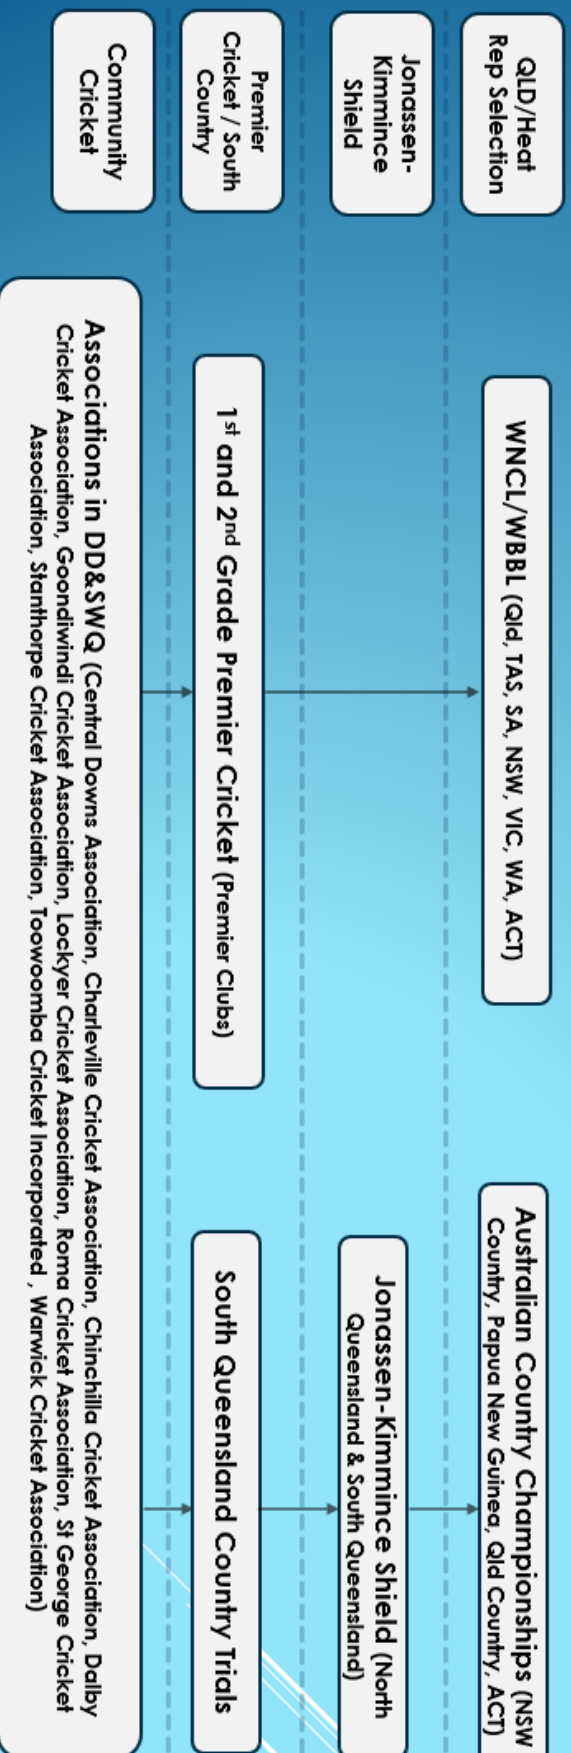 QLD/Heat
Rep Selection
WNCL/WBBL (Qld, TAS, SA, NSW, VIC, WA, ACT)
Australian Country Championships (NSW
Country, Papua New Guinea, Qld Country, ACT)
Jonassen-
Kimmince
Shield
Jonassen-Kimmince Shield (North
Queensland & South Queensland)
Premier
Cricket / South
Country
1st and 2nd Grade Premier Cricket (Premier Clubs)
South Queensland Country Trials
Community
Cricket
Associations in DD&SWQ (Central Downs Association, Charleville Cricket Association, Chinchilla Cricket Association, Dalby
Cricket Association, Goondiwindi Cricket Association, Lockyer Cricket Association, Roma Cricket Association, St George Cricket
Association, Stanthorpe Cricket Association, Toowoomba Cricket Incorporated , Warwick Cricket Association)